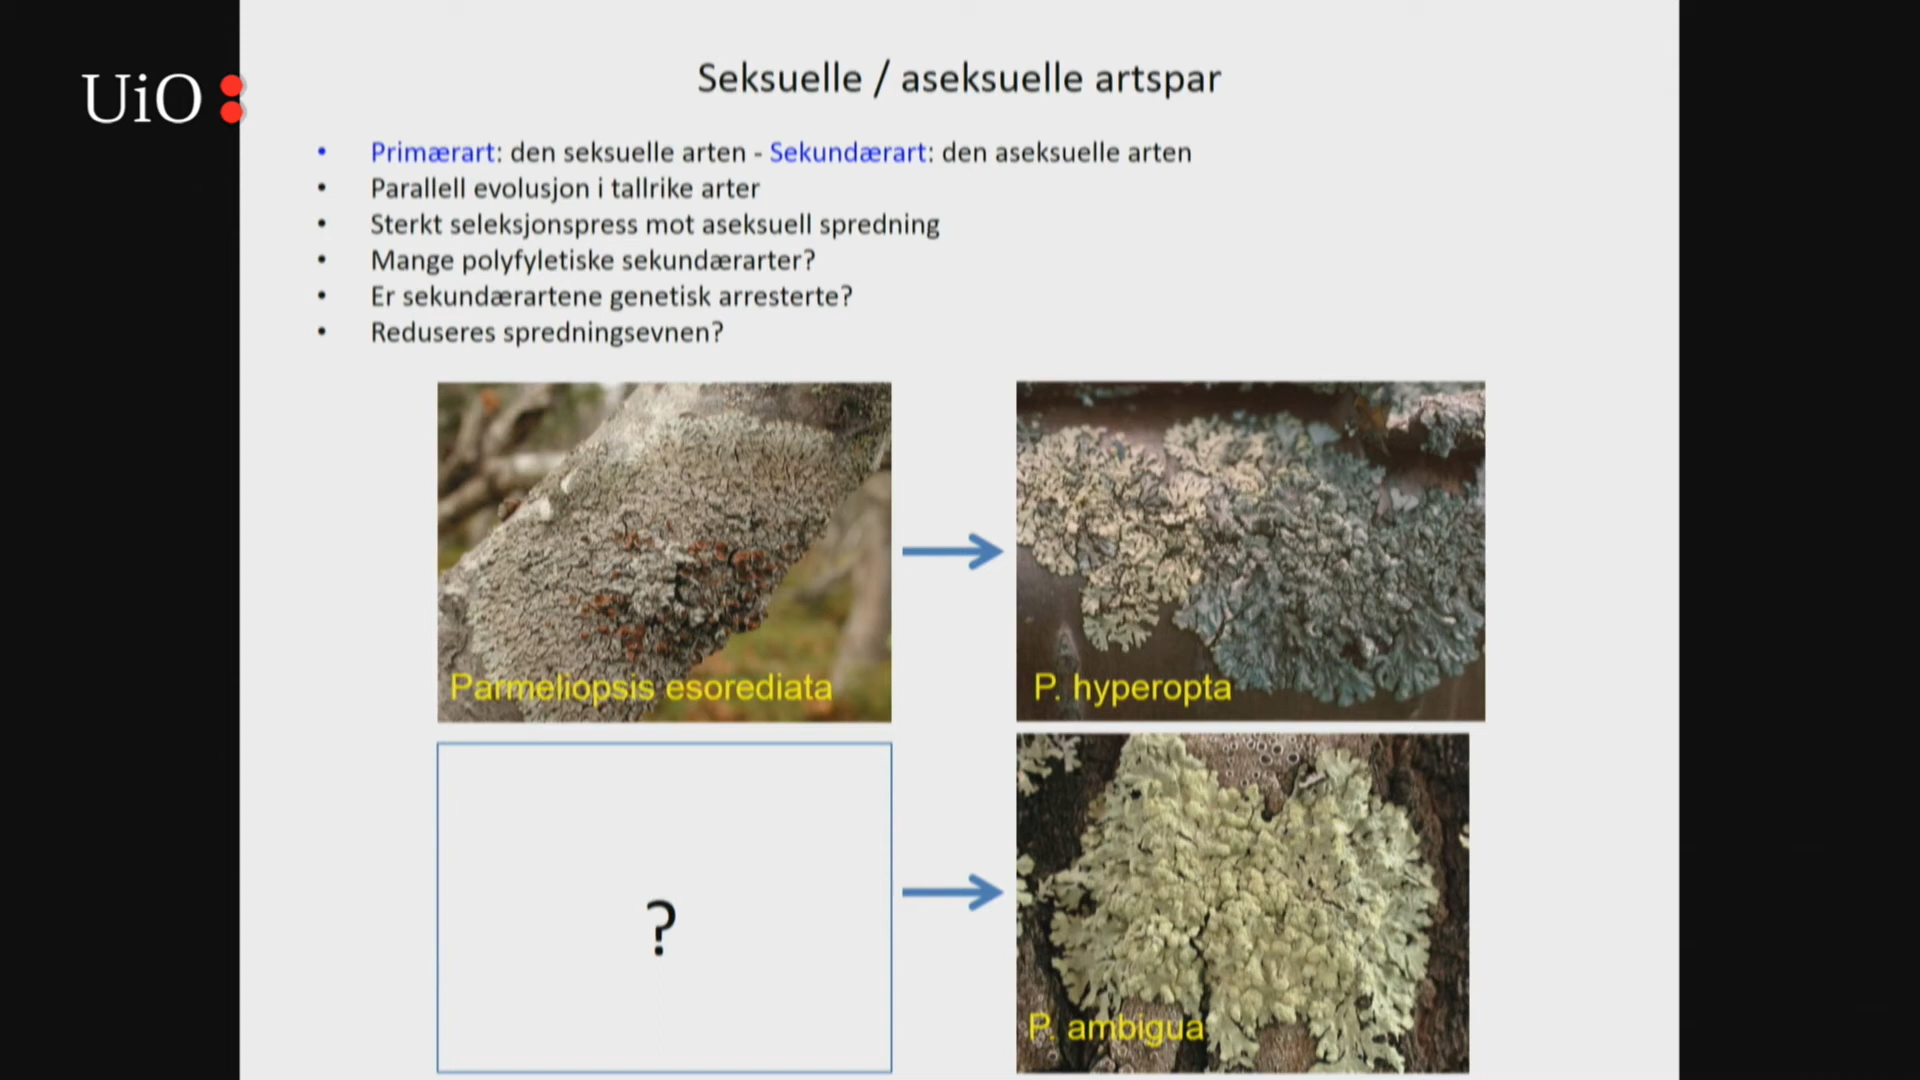 UiO
Seksuelle / aseksuelle artspar
• Primærart: den seksuelle arten - Sekundærart: den aseksuelle arten
• Parallell evolusjon i tallrike arter
• Sterkt seleksjonspress mot aseksuell spredning
• Mange polyfyletiske sekundærarter?
• Er sekundærartene genetisk arresterte?
• Reduseres spredningsevnen?
Parmeliopsis esorediata
P. hyperopta
?
P. ambigua